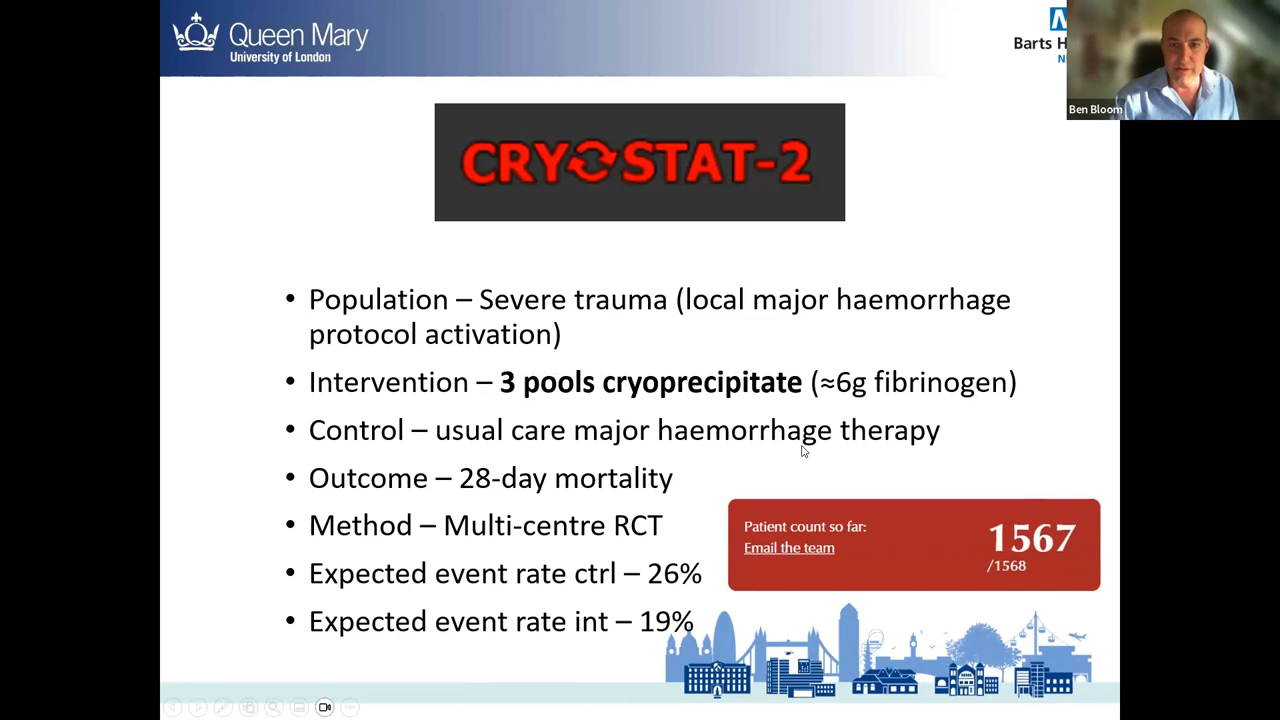 Queen Mary
University of London
Barts H
Ben Bloom
CRYOSTAT-2
• Population – Severe trauma (local major haemorrhage
protocol activation)
• Intervention – 3 pools cryoprecipitate (≈6g fibrinogen)
• Control – usual care major haemorrhage therapy
• Outcome – 28-day mortality
• Method – Multi-centre RCT
• Expected event rate ctrl – 26%
• Expected event rate int – 19%
Patient count so far:
Email the team
1567
/1568